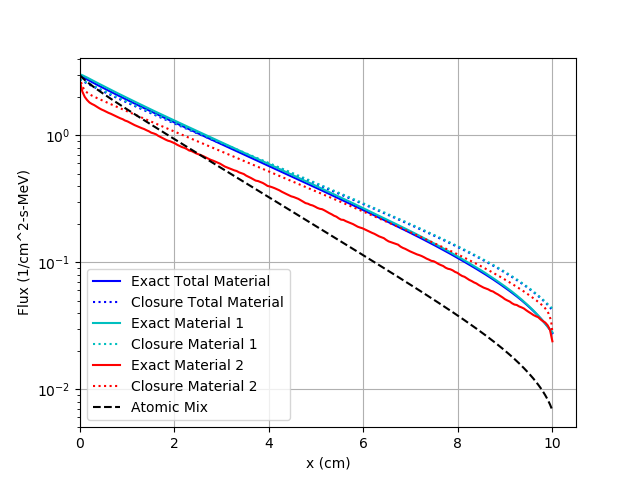 Flux (1/cm^2-s-MeV)
10^0
10^-1
10^-2
Exact Total Material
Closure Total Material
Exact Material 1
Closure Material 1
Exact Material 2
Closure Material 2
Atomic Mix
0 2 4 6 8 10
x (cm)